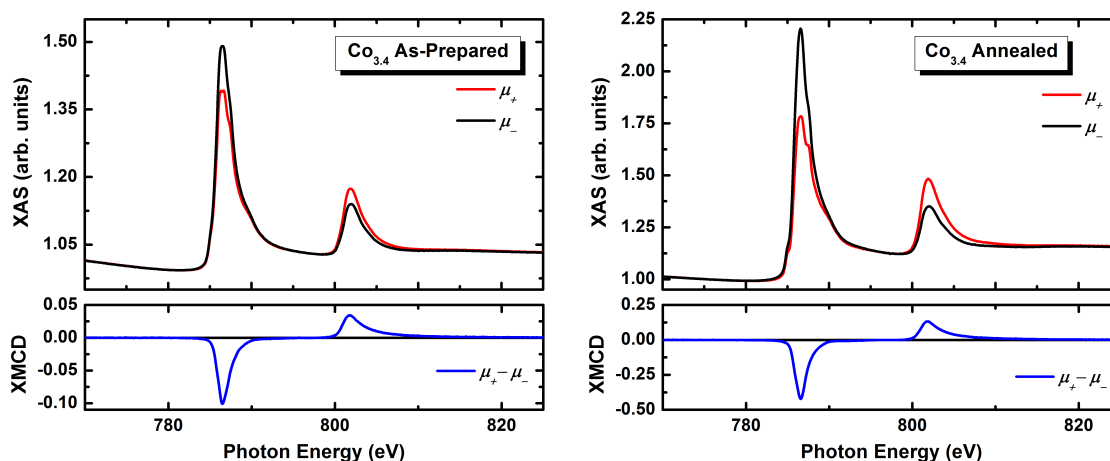 Co3.4 As-Prepared
μ+
μ−
XAS (arb. units)
1.50
1.35
1.20
1.05
XMCD
0.05
0.00
-0.05
-0.10
μ+−μ−
780
800
820
Photon Energy (eV)
Co3.4 Annealed
μ+
μ−
XAS (arb. units)
2.25
2.00
1.75
1.50
1.25
1.00
XMCD
0.25
0.00
-0.25
-0.50
μ+−μ−
780
800
820
Photon Energy (eV)